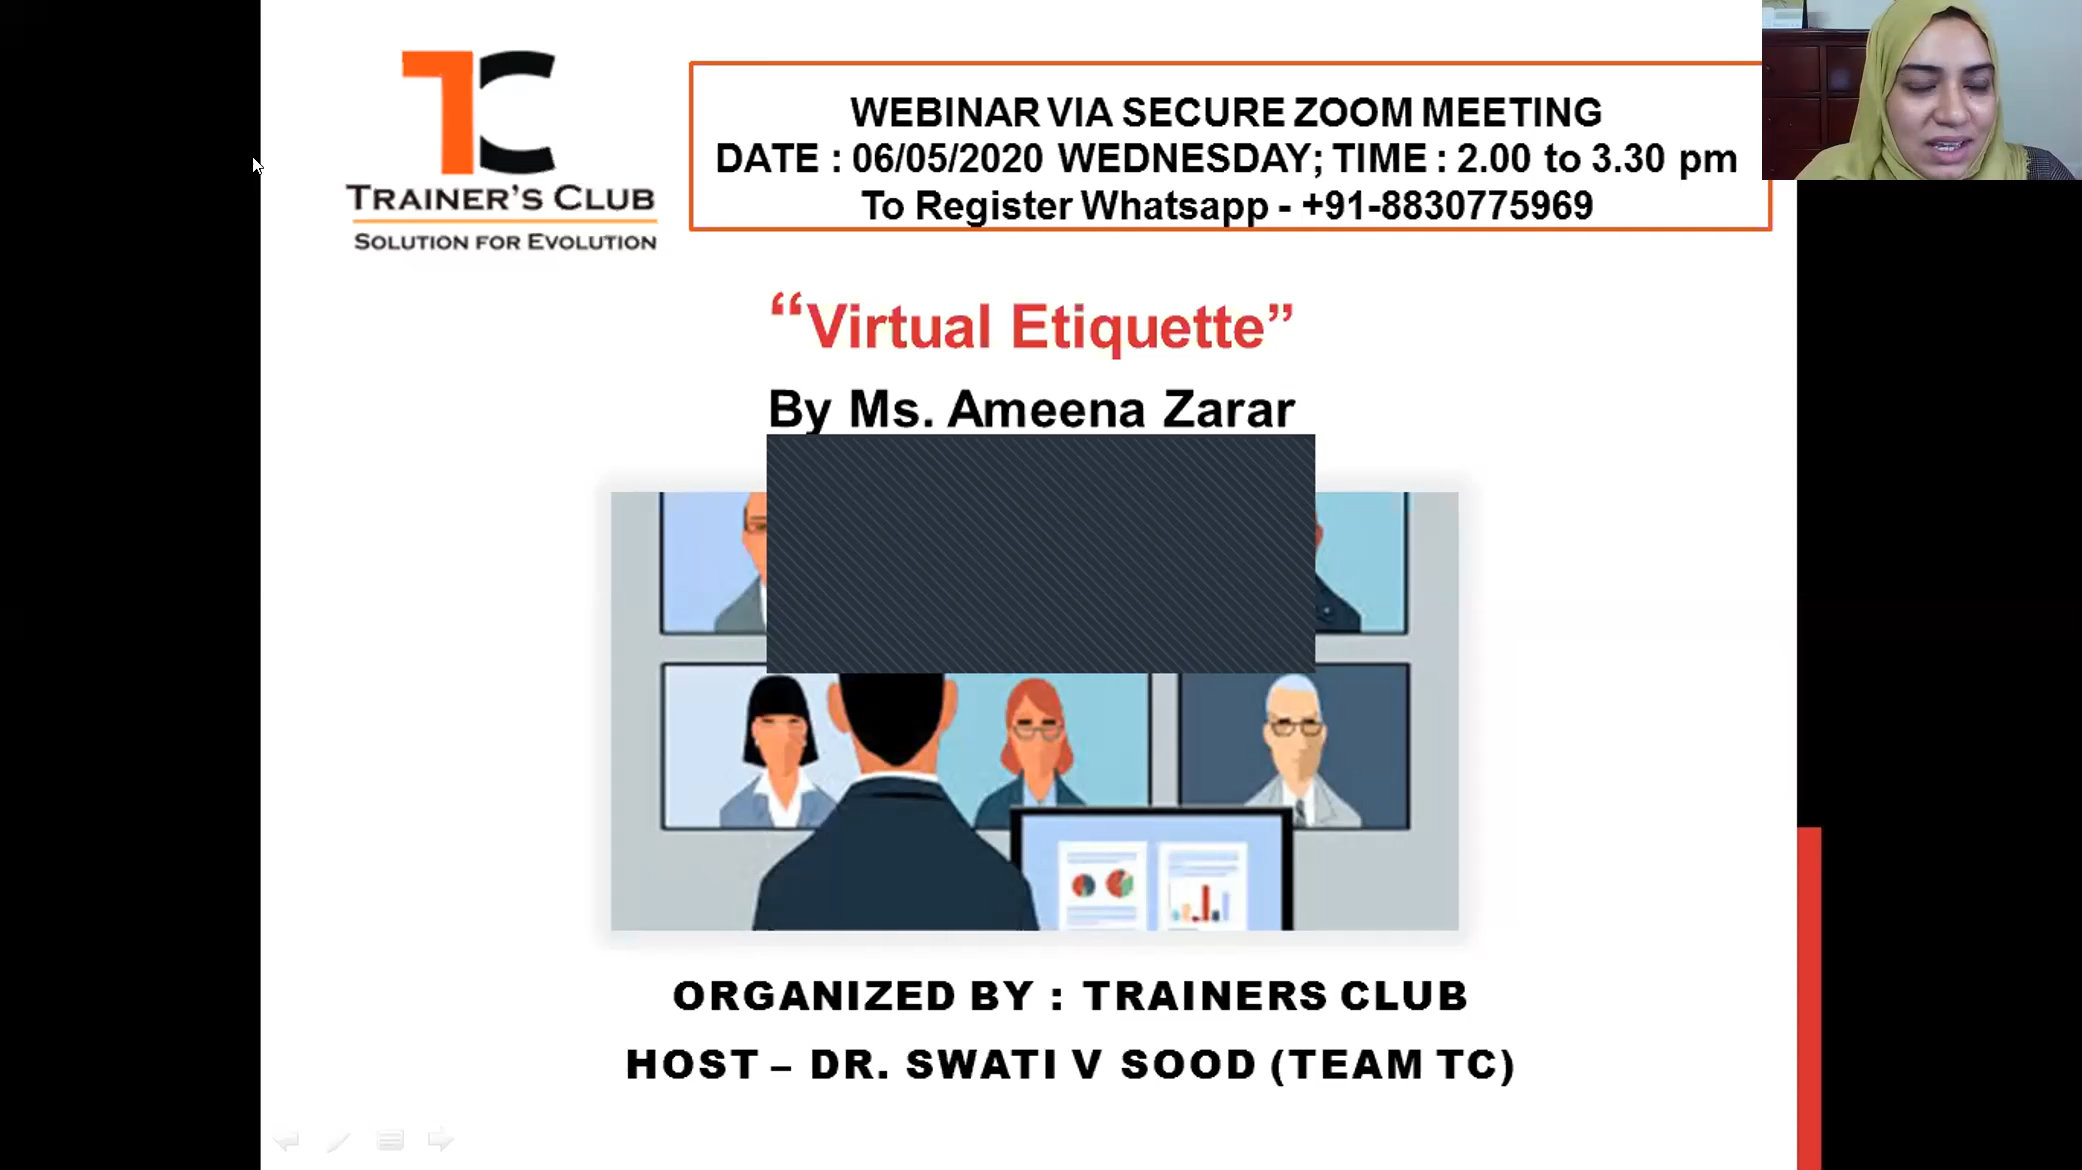 TC
TRAINER'S CLUB
SOLUTION FOR EVOLUTION
WEBINAR VIA SECURE ZOOM MEETING
DATE : 06/05/2020 WEDNESDAY; TIME : 2.00 to 3.30 pm
To Register Whatsapp - +91-8830775969
“Virtual Etiquette”
By Ms. Ameena Zarar
ORGANIZED BY : TRAINERS CLUB
HOST – DR. SWATI V SOOD (TEAM TC)